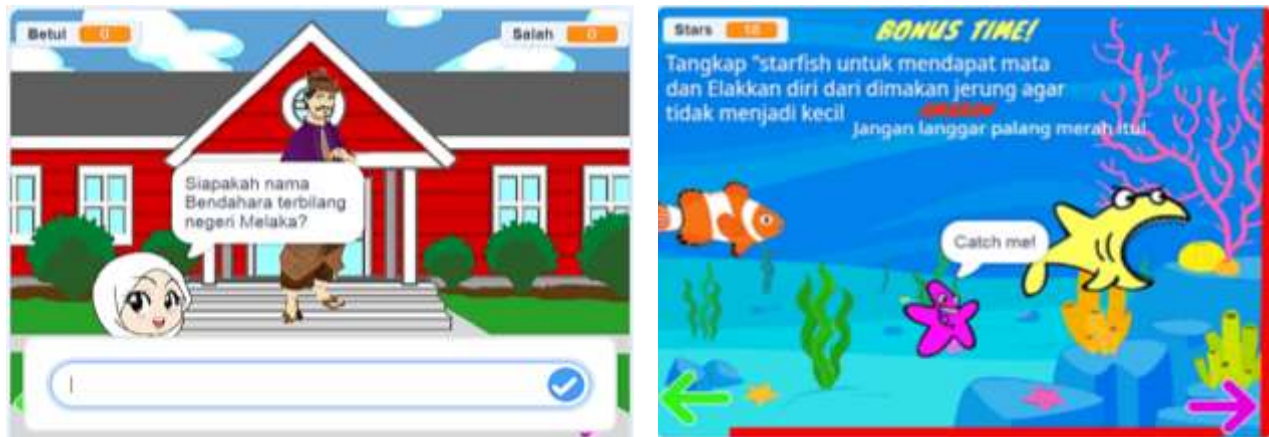 Betul 0
Salah 0
Siapakah nama
Bendahara terbilang
negeri Melaka?
Stars 10
BONUS TIME!
Tangkap "starfish untuk mendapat mata
dan Elakkan diri dari dimakan jerung agar
tidak menjadi kecil
Jangan langgar palang merah itu!
Catch me!